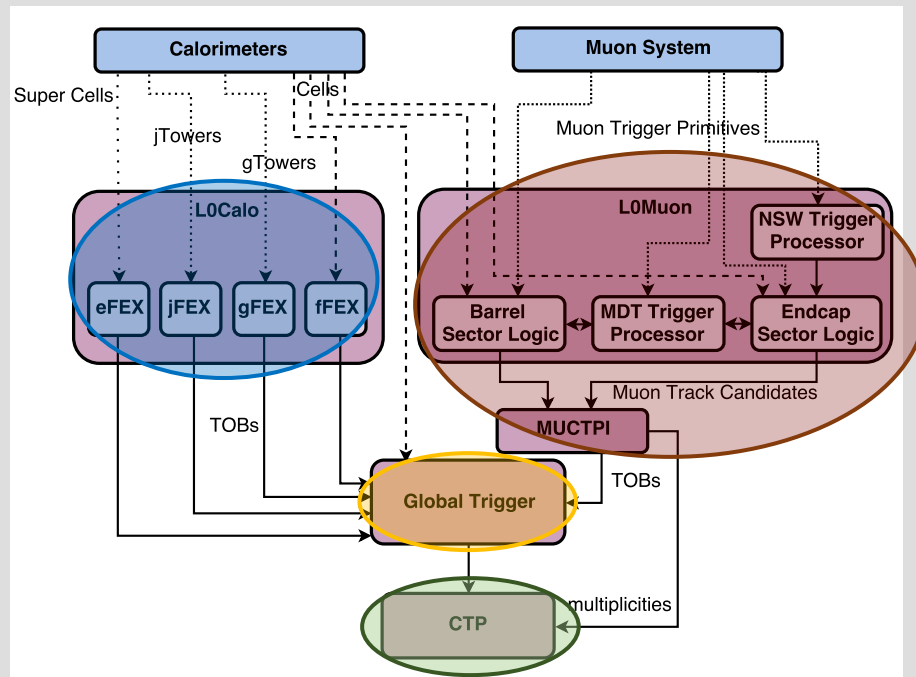 Calorimeters
Muon System
Super Cells
Cells
jTowers
gTowers
Muon Trigger Primitives
L0Calo
L0Muon
NSW Trigger
Processor
eFEX
jFEX
gFEX
fFEX
Barrel
Sector Logic
MDT Trigger
Processor
Endcap
Sector Logic
Muon Track Candidates
TOBs
MUCTPI
TOBs
Global Trigger
multiplicities
CTP